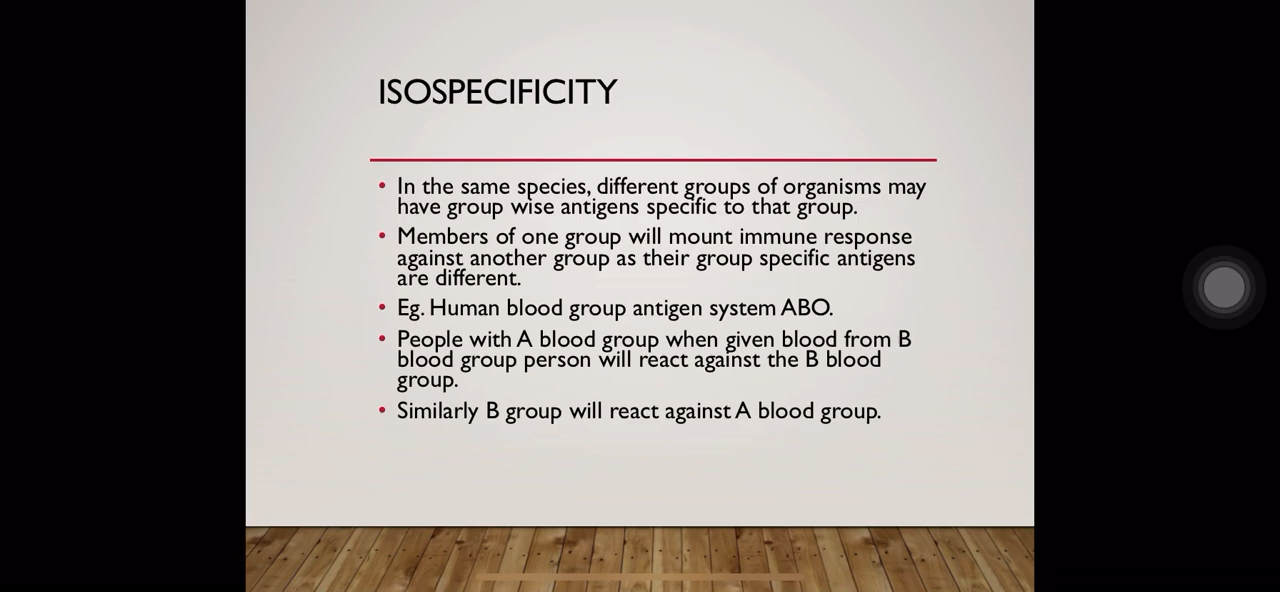 ISOSPECIFICITY
• In the same species, different groups of organisms may
have group wise antigens specific to that group.
• Members of one group will mount immune response
against another group as their group specific antigens
are different.
• Eg. Human blood group antigen system ABO.
• People with A blood group when given blood from B
blood group person will react against the B blood
group.
• Similarly B group will react against A blood group.